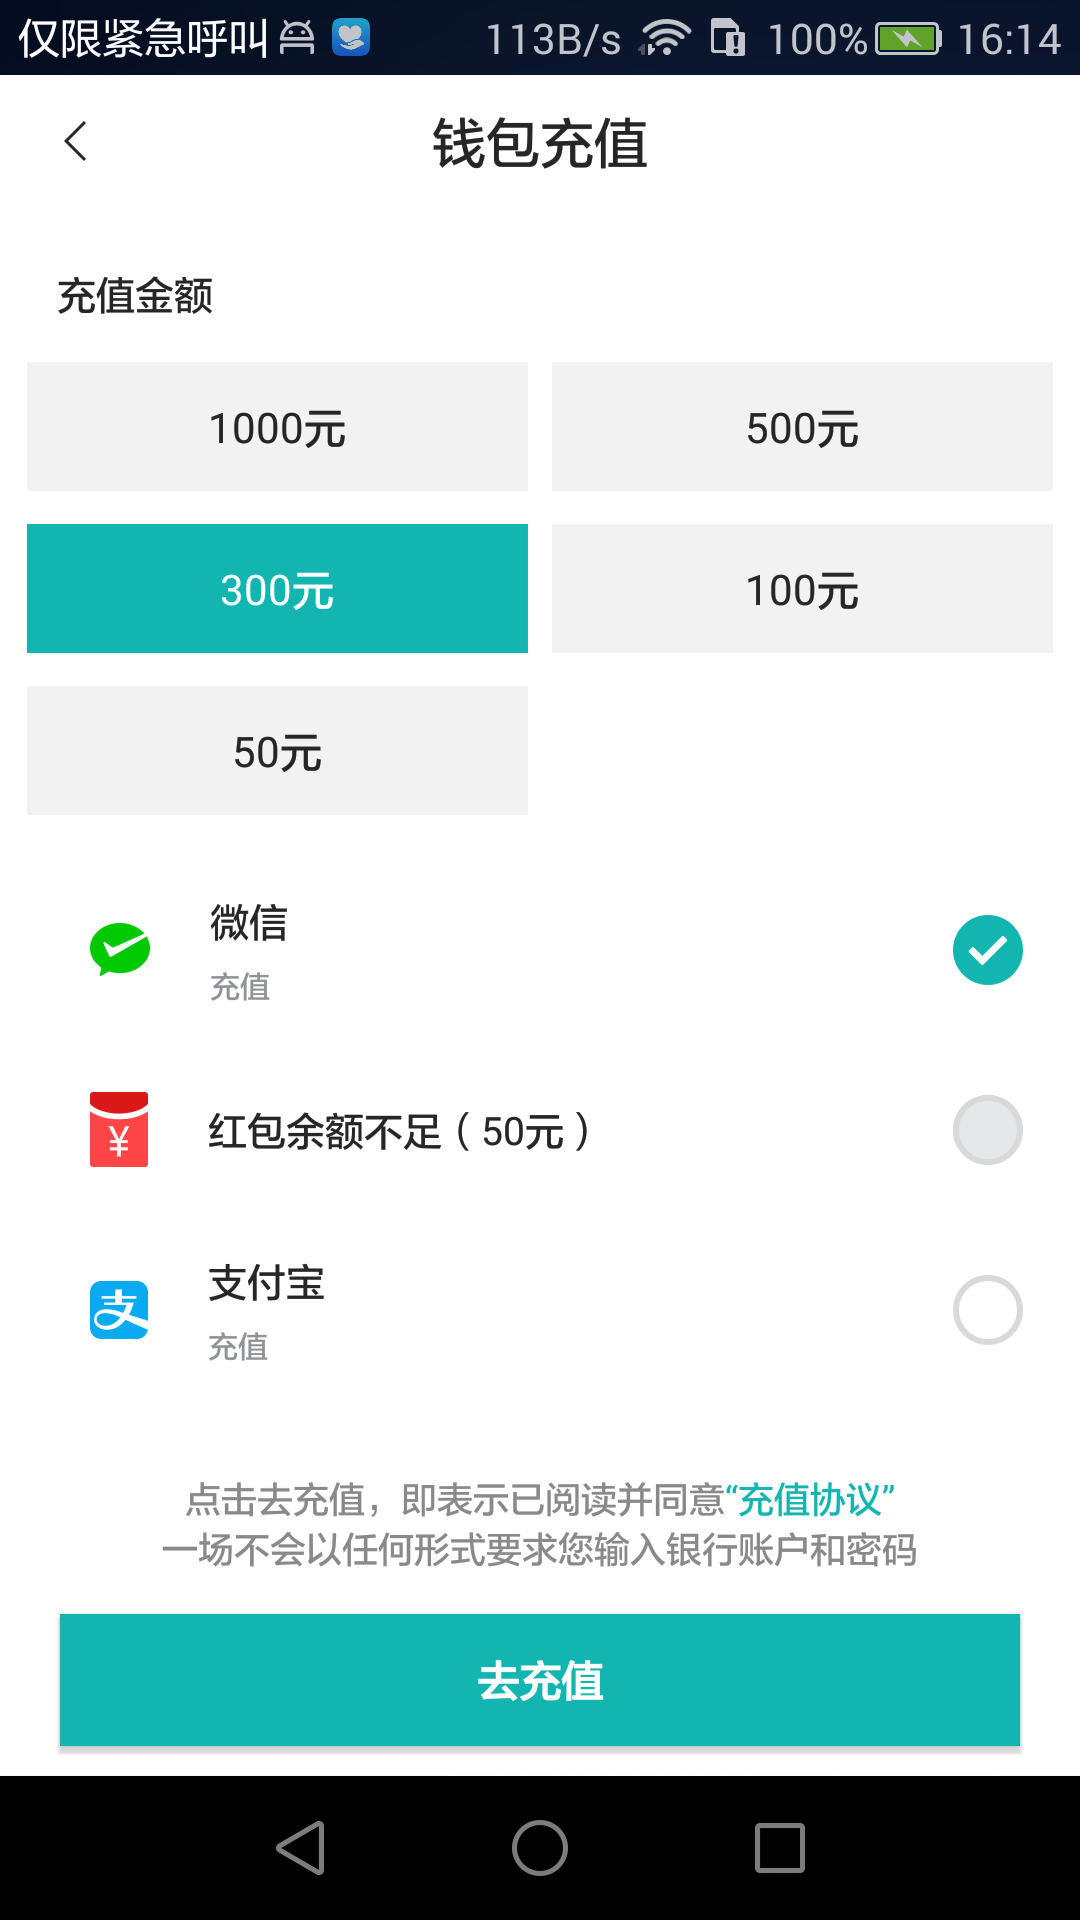 仅限紧急呼叫 113B/s 100% 16:14
钱包充值
充值金额
1000元 500元
300元 100元
50元
微信
充值
¥ 红包余额不足（50元）
支 支付宝
充值
点击去充值，即表示已阅读并同意“充值协议”
一场不会以任何形式要求您输入银行账户和密码
去充值